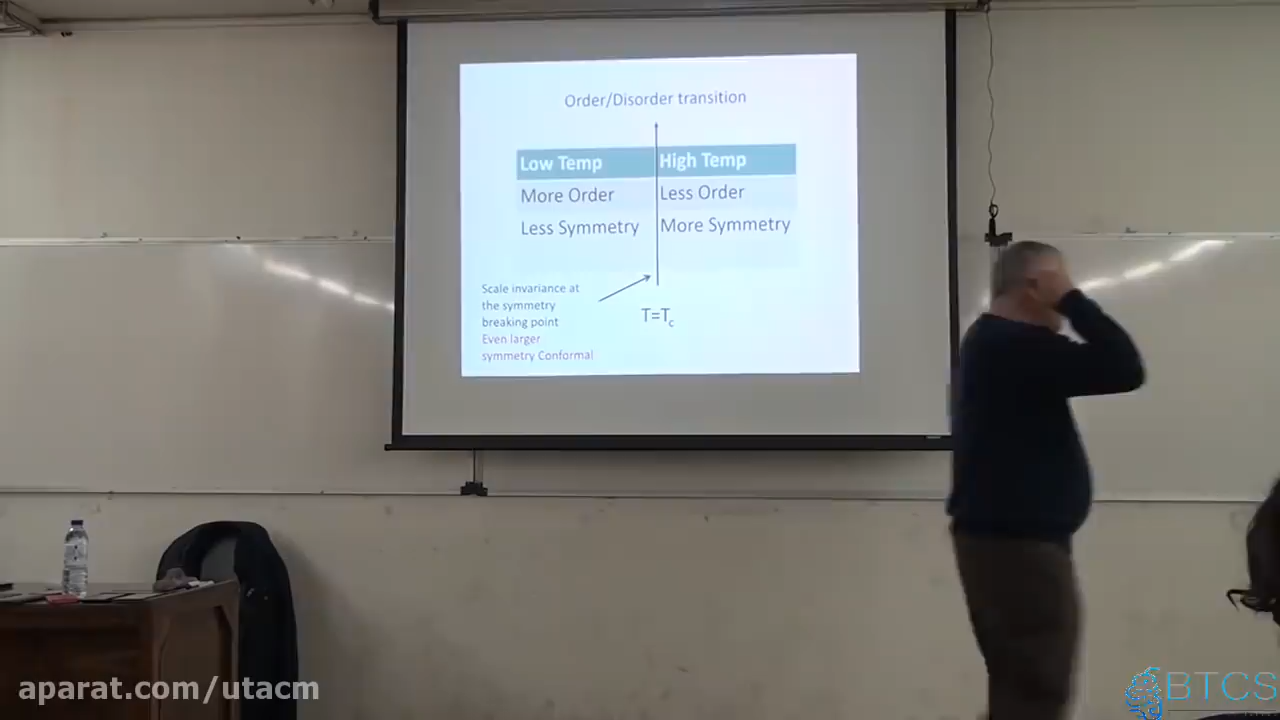 Order/Disorder transition
Low Temp High Temp
More Order Less Order
Less Symmetry More Symmetry
Scale invariance at
the symmetry
breaking point
Even larger
symmetry Conformal
T=Tc
aparat.com/utacm
BTCS